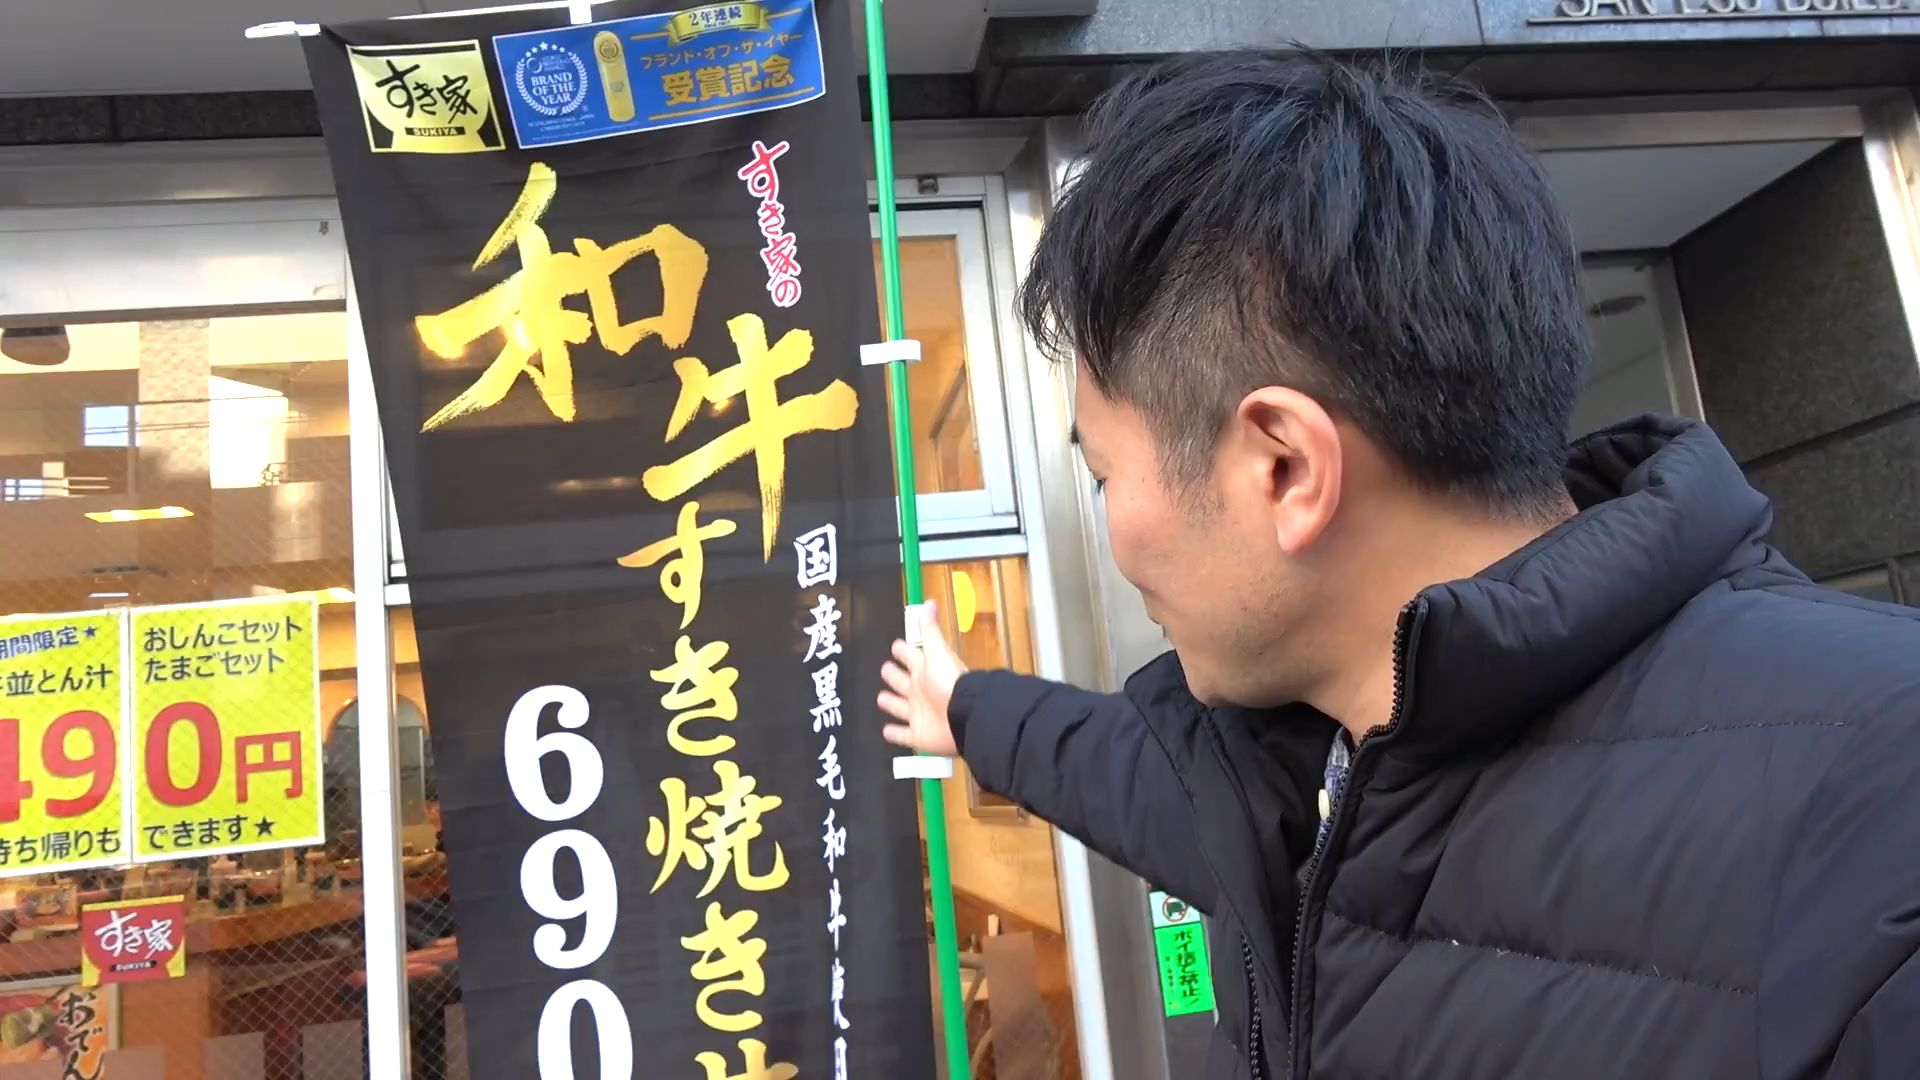 すき家
SUKIYA
BRAND
OF THE
YEAR
2年連続
ブランド・オブ・ザ・イヤー
受賞記念
すき家の
和牛すき焼き
国産黒毛和牛
690
期間限定★
並とん汁
490
持ち帰りも
おしんこセット
たまごセット
0円
できます★
すき家
SUKIYA
おでん
ポイ捨て禁止!